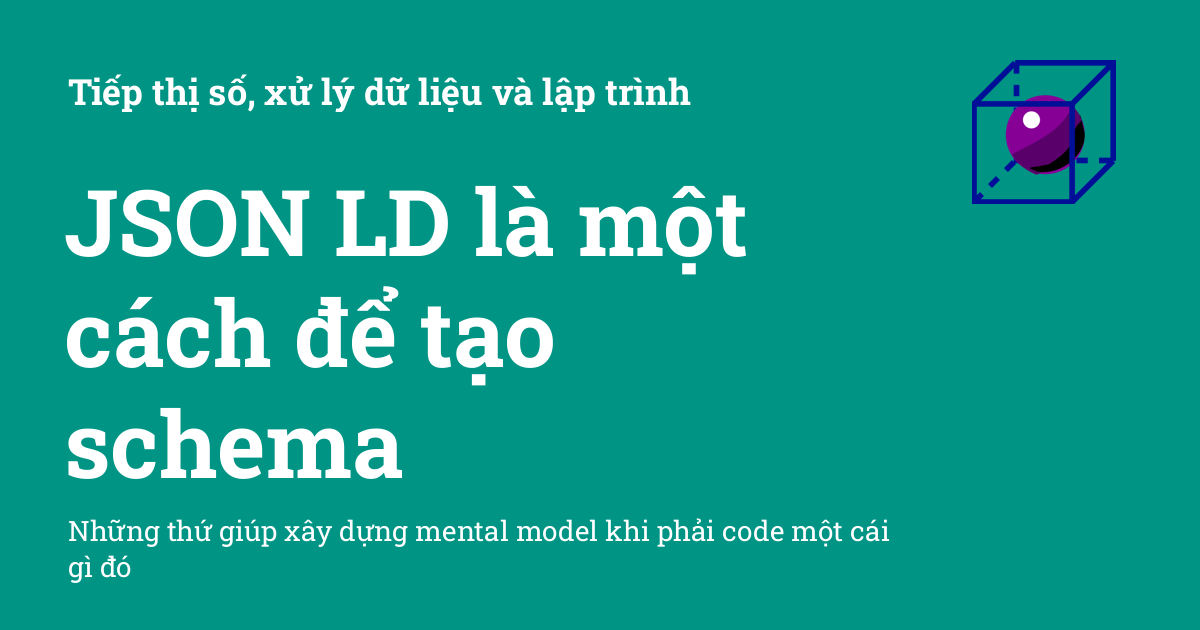 Tiếp thị số, xử lý dữ liệu và lập trình
JSON LD là một
cách để tạo
schema
Những thứ giúp xây dựng mental model khi phải code một cái
gì đó